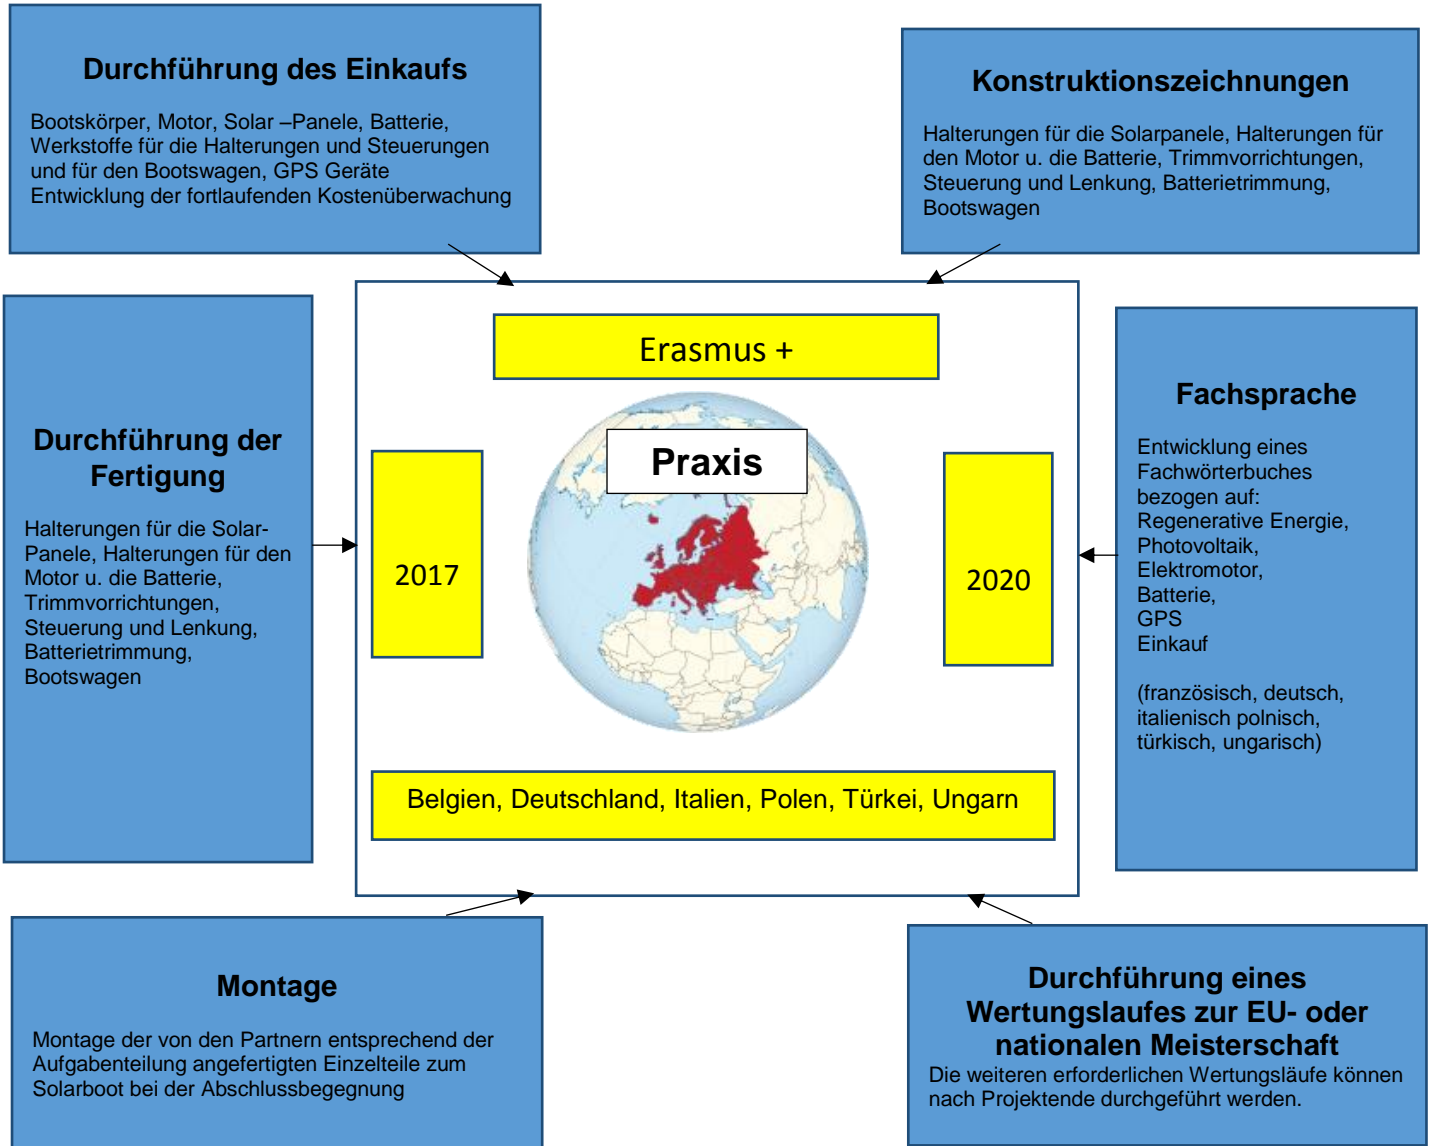 Durchführung des Einkaufs
Bootskörper, Motor, Solar –Panele, Batterie,
Werkstoffe für die Halterungen und Steuerungen
und für den Bootswagen, GPS Geräte
Entwicklung der fortlaufenden Kostenüberwachung
Konstruktionszeichnungen
Halterungen für die Solarpanele, Halterungen für
den Motor u. die Batterie, Trimmvorrichtungen,
Steuerung und Lenkung, Batterietrimmung,
Bootswagen
Durchführung der
Fertigung
Halterungen für die Solar-
Panele, Halterungen für den
Motor u. die Batterie,
Trimmvorrichtungen,
Steuerung und Lenkung,
Batterietrimmung,
Bootswagen
Erasmus +
Praxis
2017
2020
Belgien, Deutschland, Italien, Polen, Türkei, Ungarn
Fachsprache
Entwicklung eines
Fachwörterbuches
bezogen auf:
Regenerative Energie,
Photovoltaik,
Elektromotor,
Batterie,
GPS
Einkauf
(französisch, deutsch,
italienisch polnisch,
türkisch, ungarisch)
Montage
Montage der von den Partnern entsprechend der
Aufgabenteilung angefertigten Einzelteile zum
Solarboot bei der Abschlussbegegnung
Durchführung eines
Wertungslaufes zur EU- oder
nationalen Meisterschaft
Die weiteren erforderlichen Wertungsläufe können
nach Projektende durchgeführt werden.